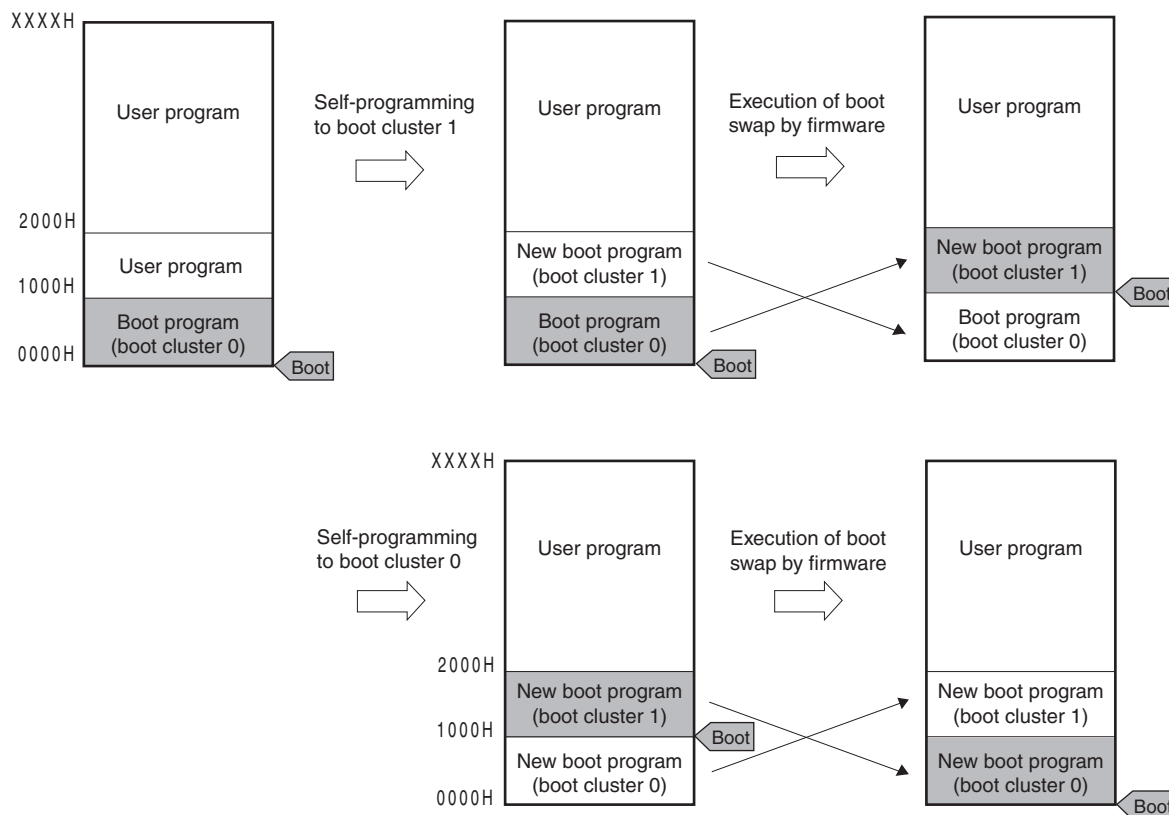 XXXXH
User program
2000H
User program
1000H
Boot program
(boot cluster 0)
0000H
Boot
Self-programming
to boot cluster 1
User program
New boot program
(boot cluster 1)
Boot program
(boot cluster 0)
Boot
Execution of boot
swap by firmware
User program
New boot program
(boot cluster 1)
Boot
Boot program
(boot cluster 0)
Self-programming
to boot cluster 0
XXXXH
User program
2000H
New boot program
(boot cluster 1)
1000H
Boot
New boot program
(boot cluster 0)
0000H
Execution of boot
swap by firmware
User program
New boot program
(boot cluster 1)
New boot program
(boot cluster 0)
Boot